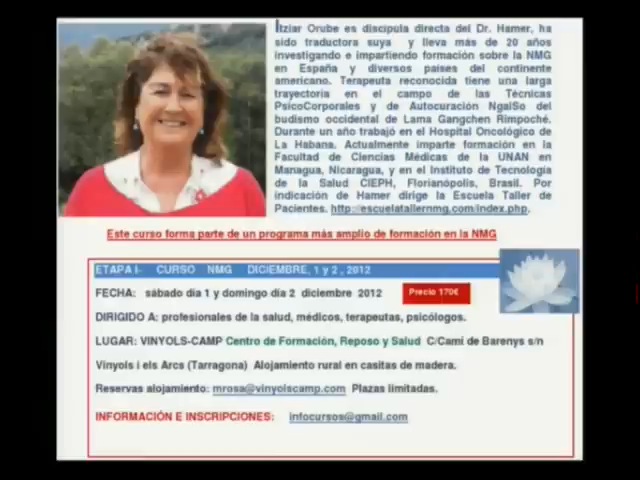 Itziar Orube es discípula directa del Dr. Hamer, ha
sido traductora suya y lleva más de 20 años
investigando e impartiendo formación sobre la NMG
en España y diversos países del continente
americano. Terapeuta reconocida tiene una larga
trayectoria en el campo de las Técnicas
PsicoCorporales y de Autocuración NgalSo del
budismo occidental de Lama Gangchen Rimpoché.
Durante un año trabajó en el Hospital Oncológico de
La Habana. Actualmente imparte formación en la
Facultad de Ciencias Médicas de la UNAN en
Managua, Nicaragua, y en el Instituto de Tecnología
de la Salud CIEPH, Florianópolis, Brasil. Por
indicación de Hamer dirige la Escuela Taller de
Pacientes. http://escuelatallernmg.com/index.php.
Este curso forma parte de un programa más amplio de formación en la NMG
ETAPA I- CURSO NMG DICIEMBRE, 1 y 2 , 2012
FECHA: sábado día 1 y domingo día 2 diciembre 2012 Precio 170€
DIRIGIDO A: profesionales de la salud, médicos, terapeutas, psicólogos.
LUGAR: VINYOLS-CAMP Centro de Formación, Reposo y Salud C/Camí de Barenys s/n
Vinyols i els Arcs (Tarragona) Alojamiento rural en casitas de madera.
Reservas alojamiento: mrosa@vinyolscamp.com Plazas limitadas.
INFORMACIÓN E INSCRIPCIONES: infocursos@gmail.com